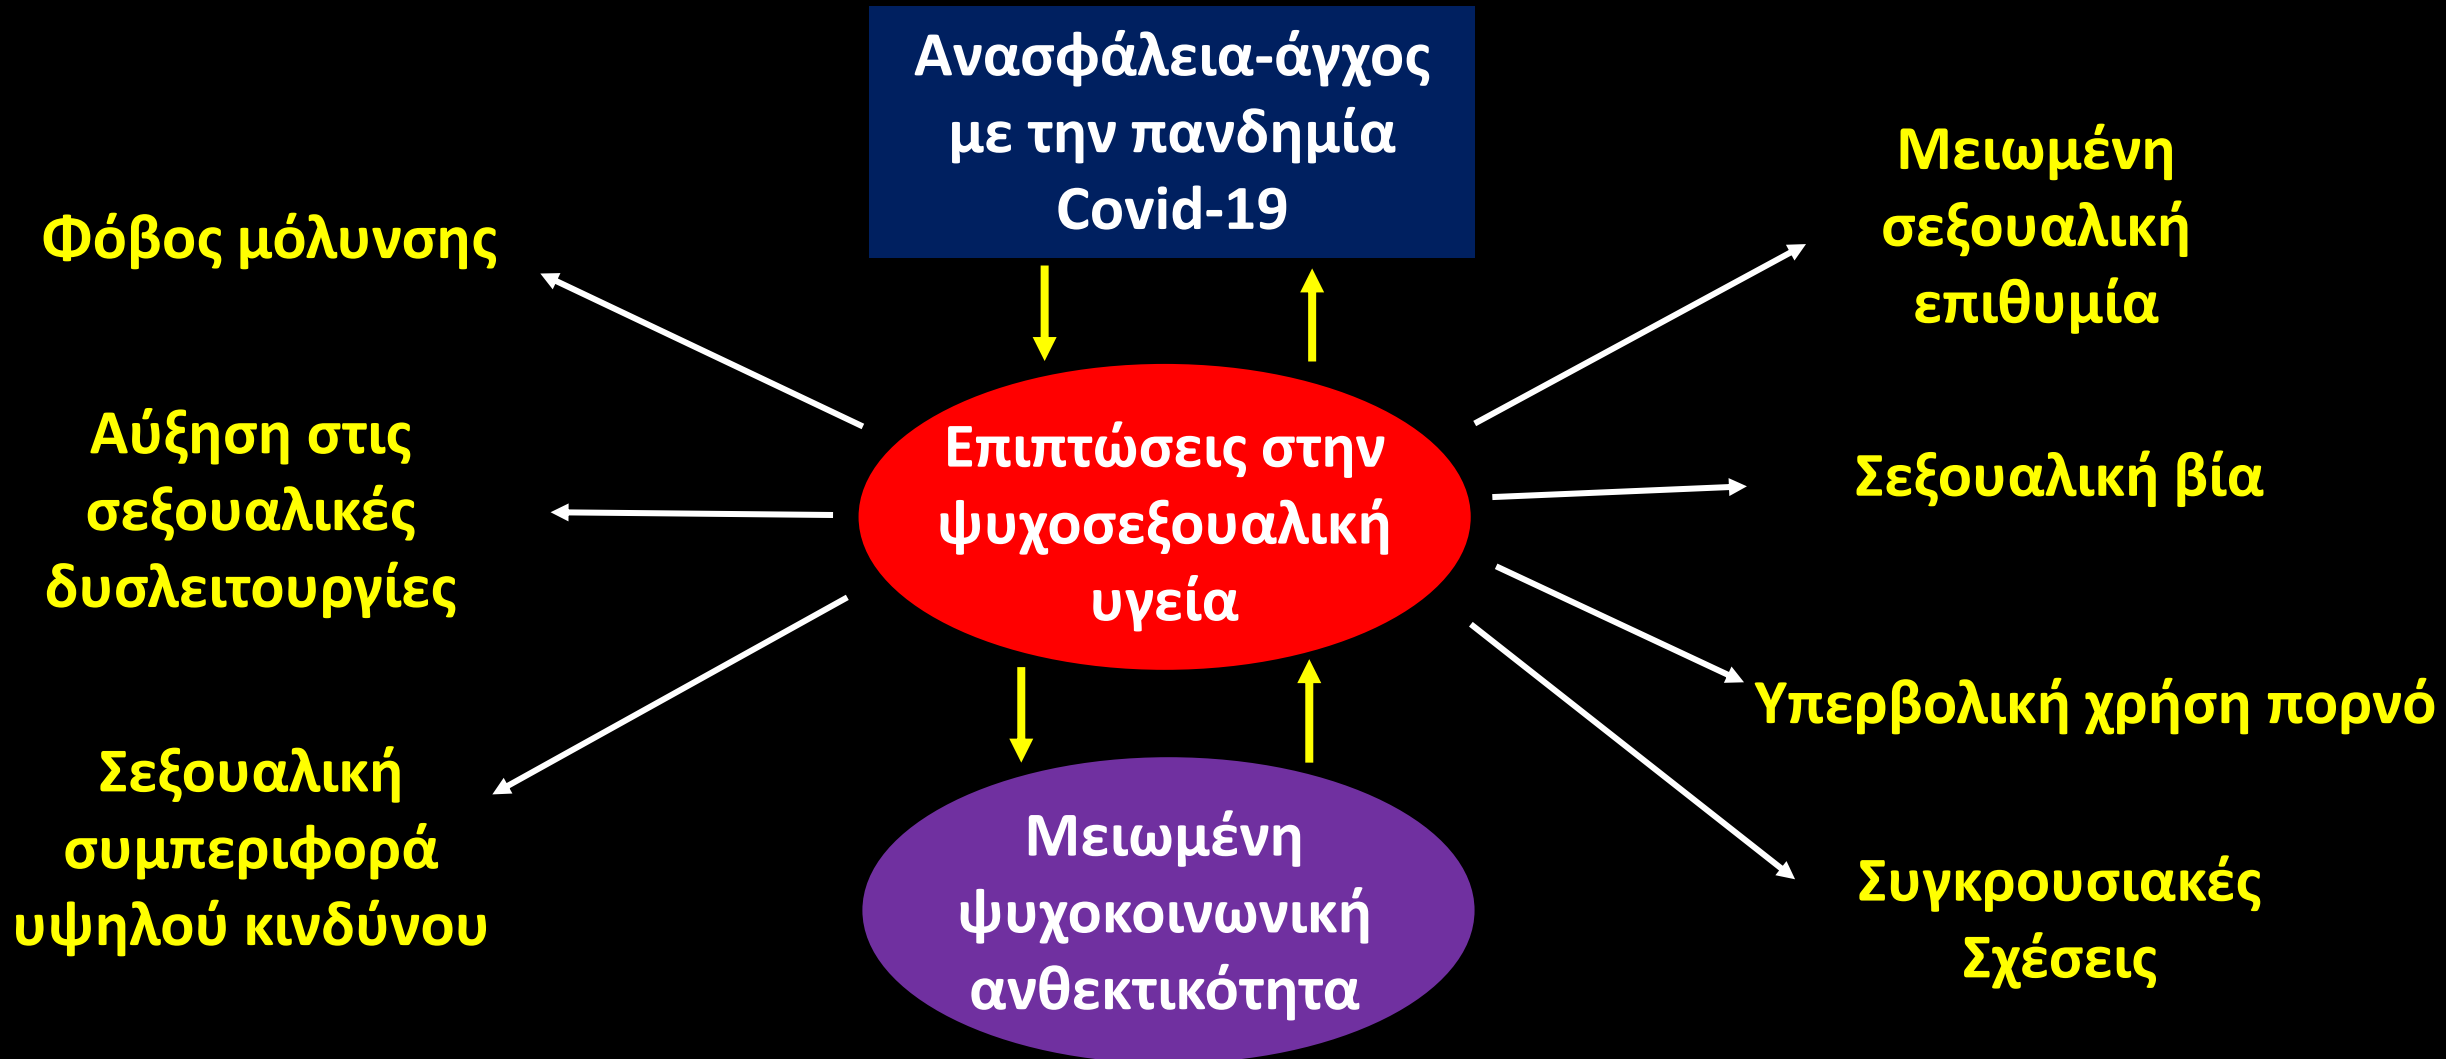 Ανασφάλεια-άγχος
με την πανδημία
Covid-19
Φόβος μόλυνσης
Αύξηση στις
σεξουαλικές
δυσλειτουργίες
Σεξουαλική
συμπεριφορά
υψηλού κινδύνου
Επιπτώσεις στην
ψυχοσεξουαλική
υγεία
Μειωμένη
ψυχοκοινωνική
ανθεκτικότητα
Μειωμένη
σεξουαλική
επιθυμία
Σεξουαλική βία
Υπερβολική χρήση πορνό
Συγκρουσιακές
Σχέσεις